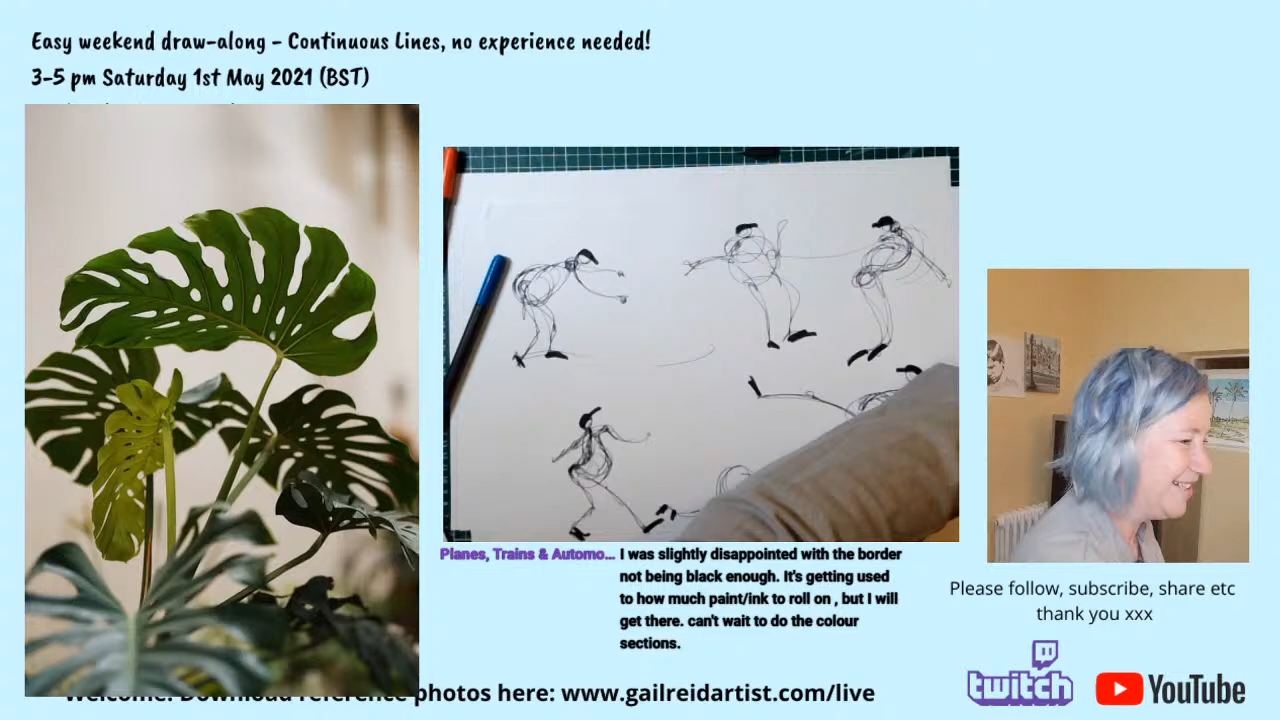 Easy weekend draw-along - Continuous Lines, no experience needed!
3-5 pm Saturday 1st May 2021 (BST)
Planes, Trains & Automo... I was slightly disappointed with the border
not being black enough. It's getting used
to how much paint/ink to roll on , but I will
get there. can't wait to do the colour
sections.
Please follow, subscribe, share etc
thank you xxx
Welcome! Download reference photos here: www.gailreidartist.com/live
twitch
YouTube